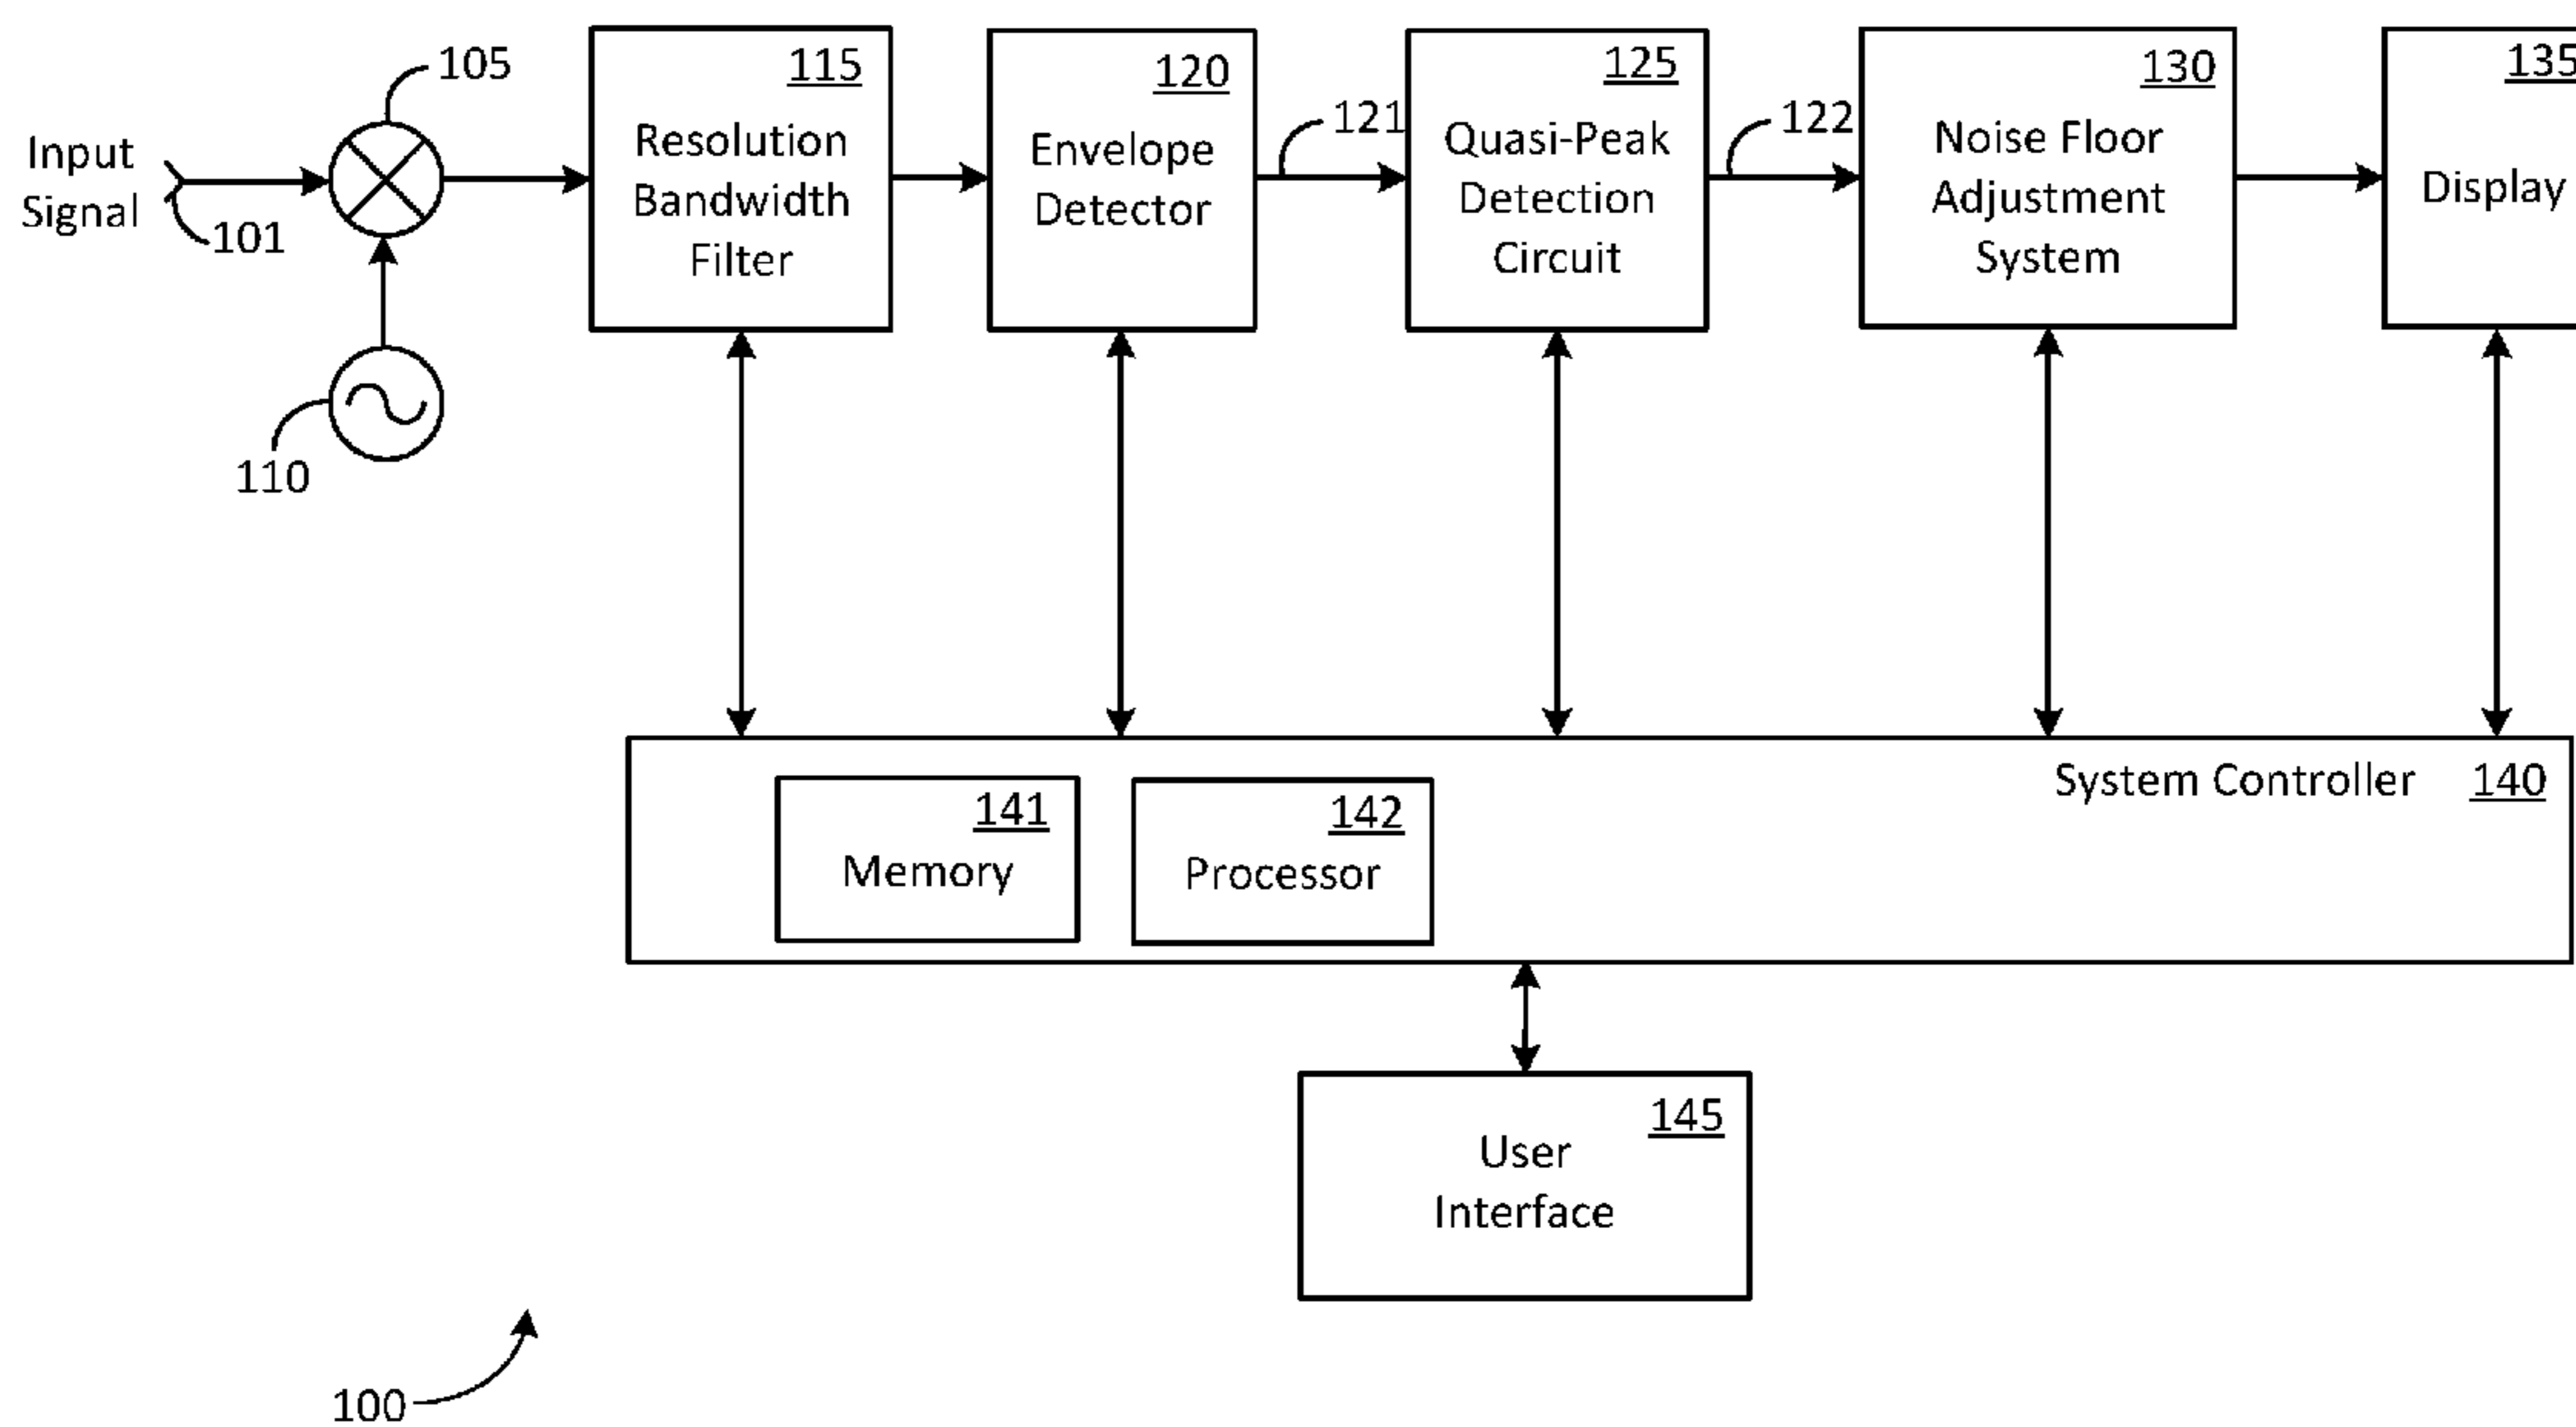 105
Input
Signal
101
110
115
Resolution
Bandwidth
Filter
120
Envelope
Detector
121
125
Quasi-Peak
Detection
Circuit
122
130
Noise Floor
Adjustment
System
135
Display
System Controller 140
141
Memory
142
Processor
145
User
Interface
100